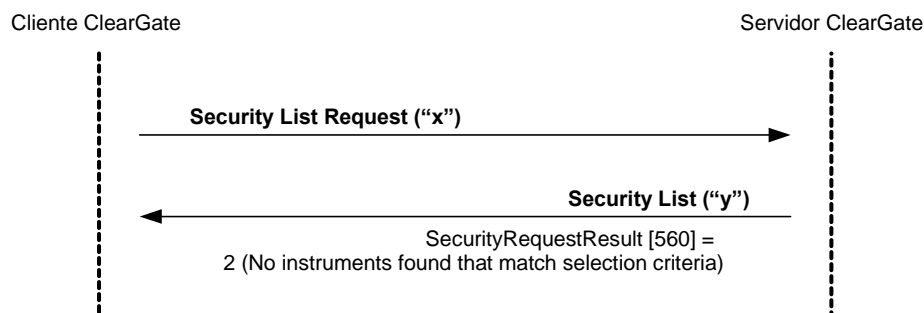 Cliente ClearGate
Servidor ClearGate
Security List Request (“x”)
Security List (“y”)
SecurityRequestResult [560] =
2 (No instruments found that match selection criteria)